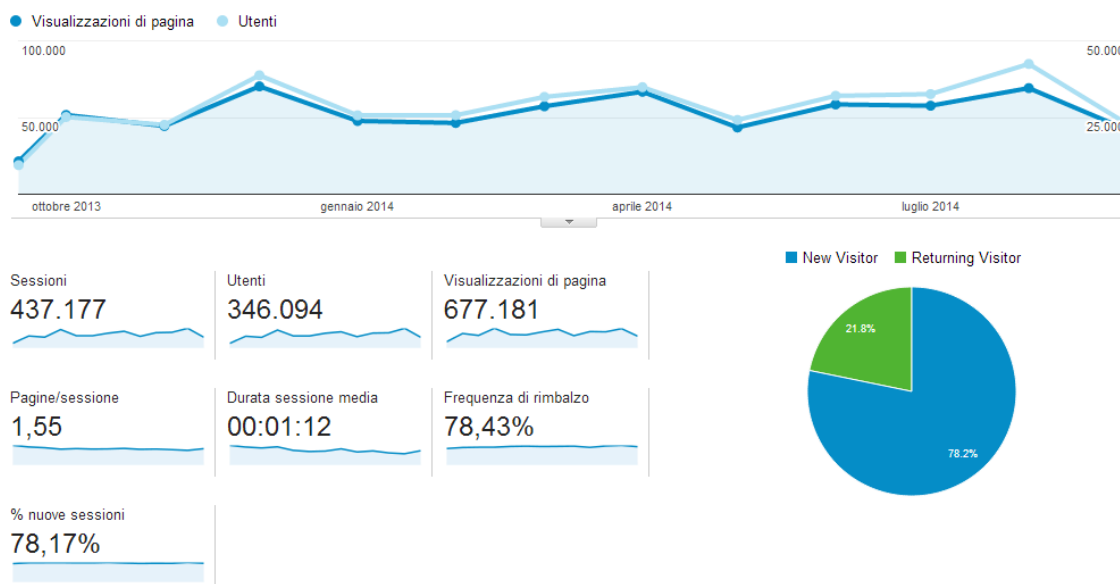 Visualizzazioni di pagina Utenti
100.000 50.000
50.000 25.000
ottobre 2013 gennaio 2014 aprile 2014 luglio 2014
New Visitor Returning Visitor
Sessioni Utenti Visualizzazioni di pagina
437.177 346.094 677.181
21.8%
Pagine/sessione Durata sessione media Frequenza di rimbalzo
1,55 00:01:12 78,43%
78.2%
% nuove sessioni
78,17%